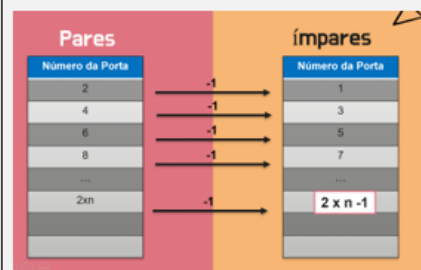 Pares
ímpares
Número da Porta
Número da Porta
2
-1
1
4
-1
3
6
-1
5
8
-1
7
...
...
2xn
-1
2 x n -1